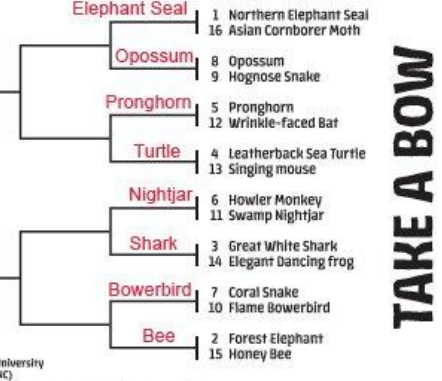 Elephant Seal
1 Northern Elephant Seal
16 Asian Cornborer Moth
Opossum
8 Opossum
9 Hognose Snake
Pronghorn
5 Pronghorn
12 Wrinkle-faced Bat
Turtle
4 Leatherback Sea Turtle
13 Singing mouse
Nightjar
6 Howler Monkey
11 Swamp Nightjar
Shark
3 Great White Shark
14 Elegant Dancing frog
Bowerbird
7 Coral Snake
10 Flame Bowerbird
Bee
2 Forest Elephant
15 Honey Bee
TAKE A BOW